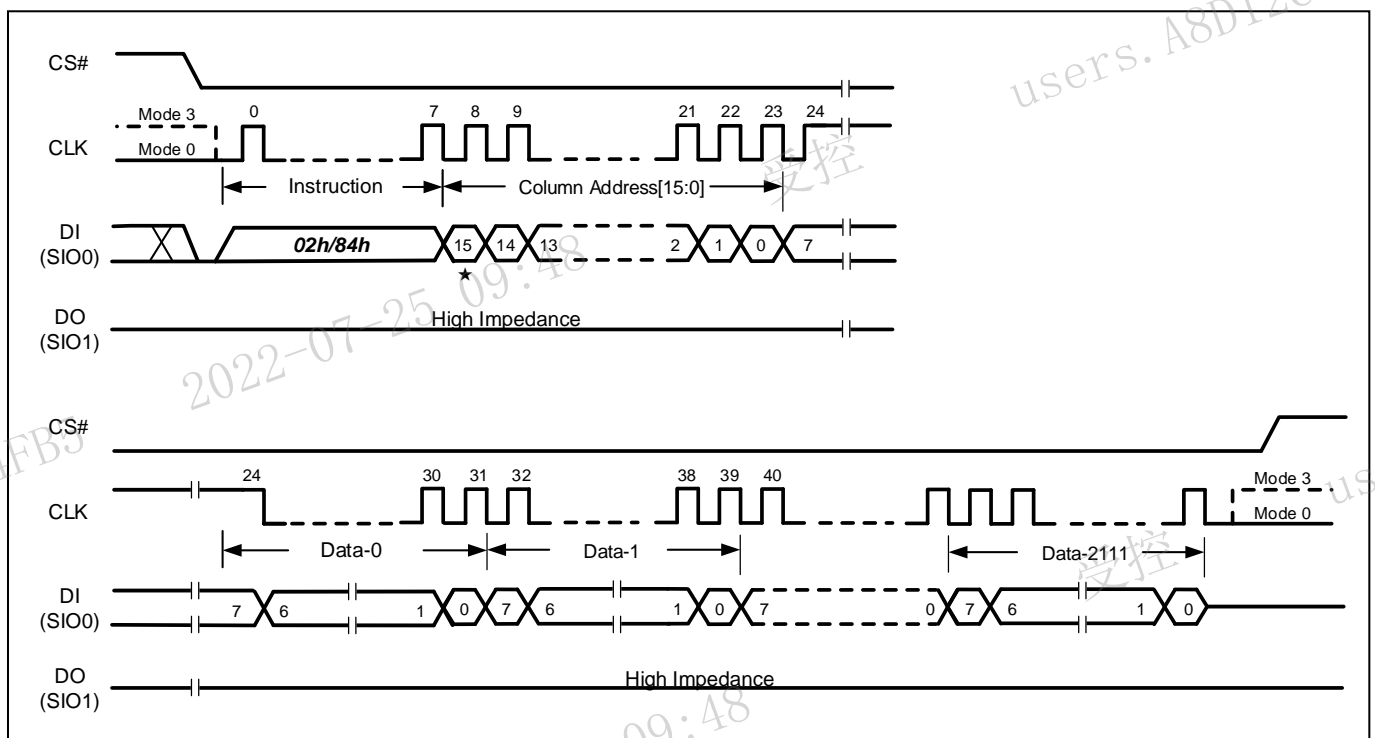 users. A8D128
CS#
Mode 3 0 7 8 9 21 22 23 24
CLK
Mode 0
受控
Instruction Column Address[15:0]
DI
(SIO0)
02h/84h 15 14 13 2 1 0 7
★
2022-07-25 09:48
DO
(SIO1)
High Impedance
CS#
4FB5
24 30 31 32 38 39 40 Mode 3
CLK
Mode 0
us
Data-0 Data-1 Data-2111
受控
DI
(SIO0)
7 6 1 0 7 6 1 0 7 0 7 6 1 0
DO
(SIO1)
High Impedance
09:48